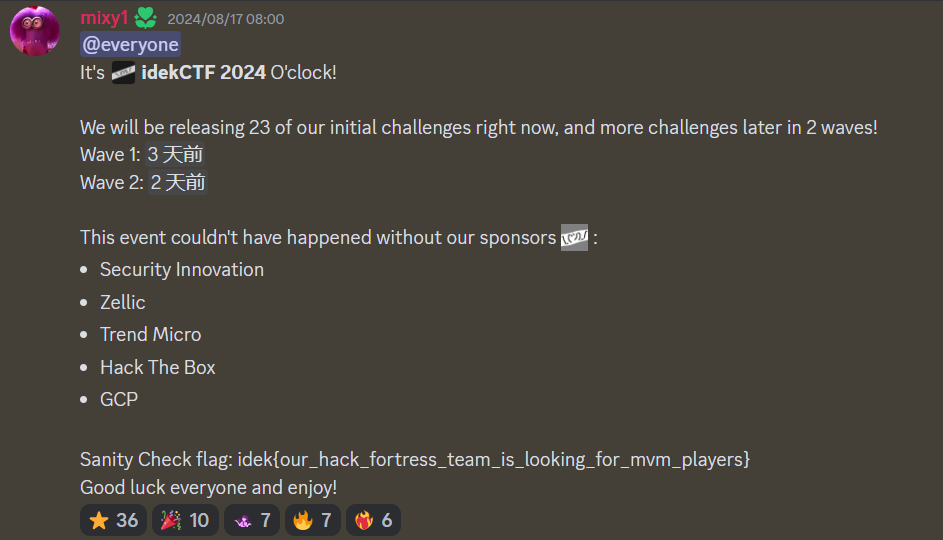 mixy1 2024/08/17 08:00
@everyone
It's idekCTF 2024 O'clock!
We will be releasing 23 of our initial challenges right now, and more challenges later in 2 waves!
Wave 1: 3 天前
Wave 2: 2 天前
This event couldn't have happened without our sponsors :
• Security Innovation
• Zellic
• Trend Micro
• Hack The Box
• GCP
Sanity Check flag: idek{our_hack_fortress_team_is_looking_for_mvm_players}
Good luck everyone and enjoy!
36 10 7 7 6